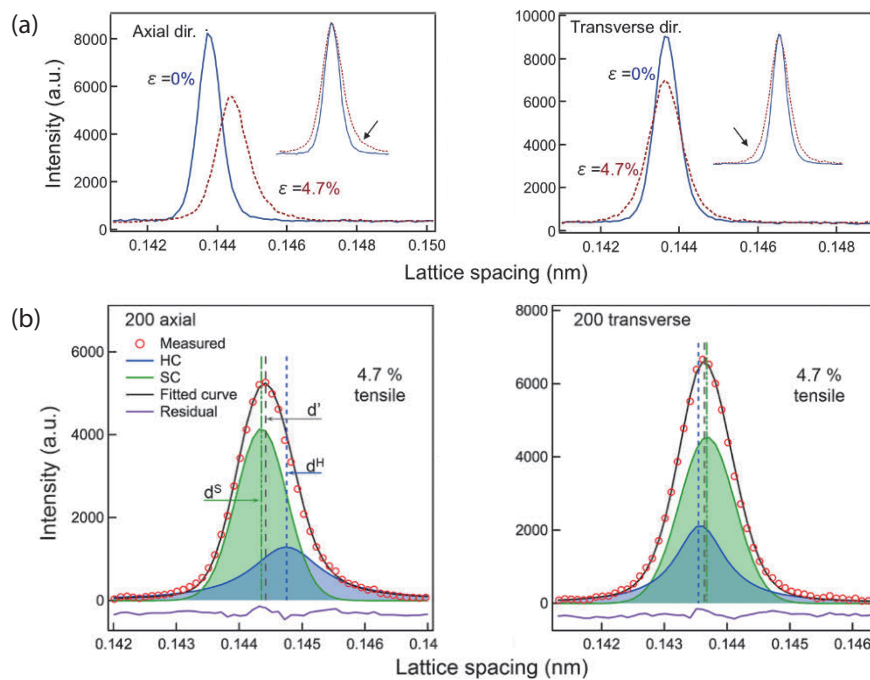 (a)
Axial dir.
ε =0%
ε =4.7%
Intensity (a.u.)
8000
6000
4000
2000
0
0.142
0.144
0.146
0.148
0.150
Transverse dir.
ε =0%
ε =4.7%
10000
8000
6000
4000
2000
0
0.142
0.144
0.146
0.148
Lattice spacing (nm)
(b)
200 axial
Measured
HC
SC
Fitted curve
Residual
4.7 %
tensile
d'
dᴴ
dˢ
Intensity (a.u.)
6000
4000
2000
0
0.142
0.143
0.144
0.145
0.14
200 transverse
4.7 %
tensile
8000
6000
4000
2000
0
0.142
0.143
0.144
0.145
0.146
Lattice spacing (nm)